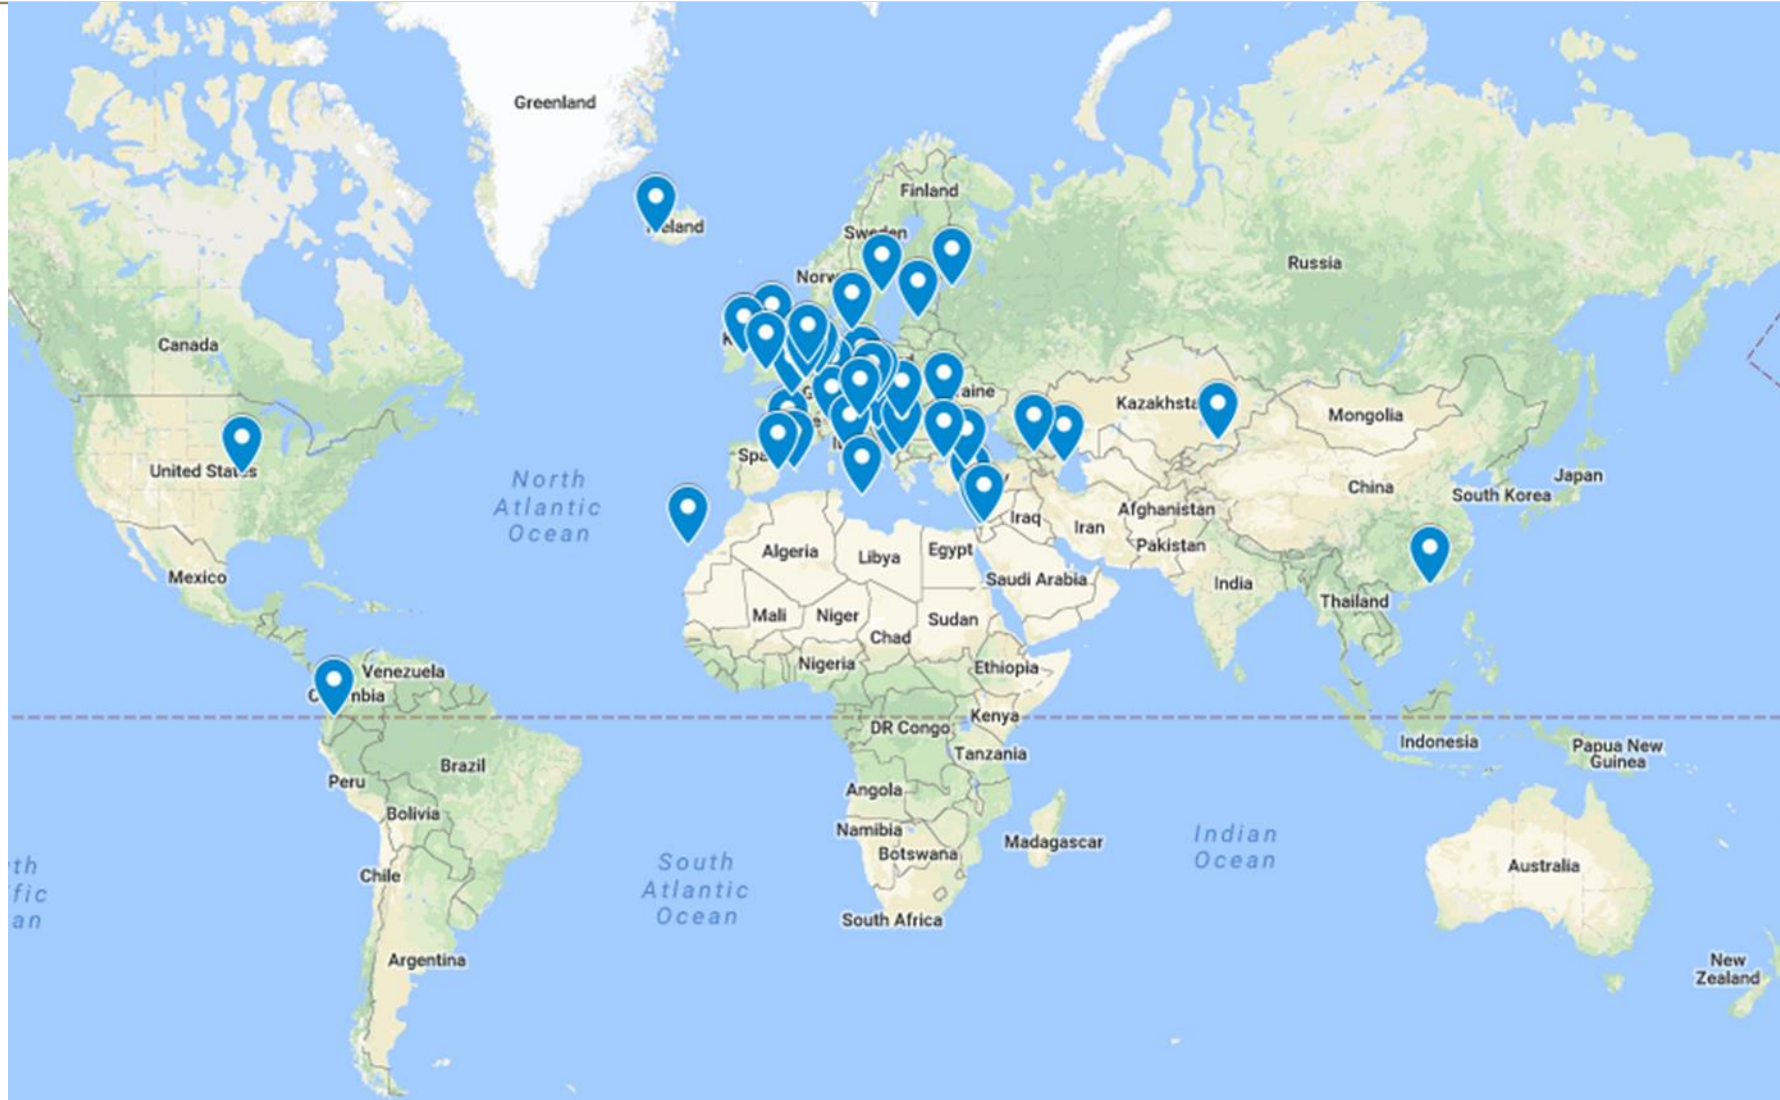 Greenland
Finland
Sweden
Russia
Canada
Mongolia
United States
North
Atlantic
Ocean
Japan
China
South Korea
Afghanistan
Iraq
Iran
Pakistan
Algeria
Libya
Egypt
Saudi Arabia
India
Mexico
Thailand
Mali
Niger
Sudan
Chad
Nigeria
Ethiopia
Venezuela
Kenya
DR Congo
Tanzania
Indonesia
Papua New
Guinea
Brazil
Peru
Angola
Bolivia
Namibia
Madagascar
Indian
Ocean
Botswana
South
Atlantic
Ocean
Chile
Australia
South Africa
Argentina
New
Zealand